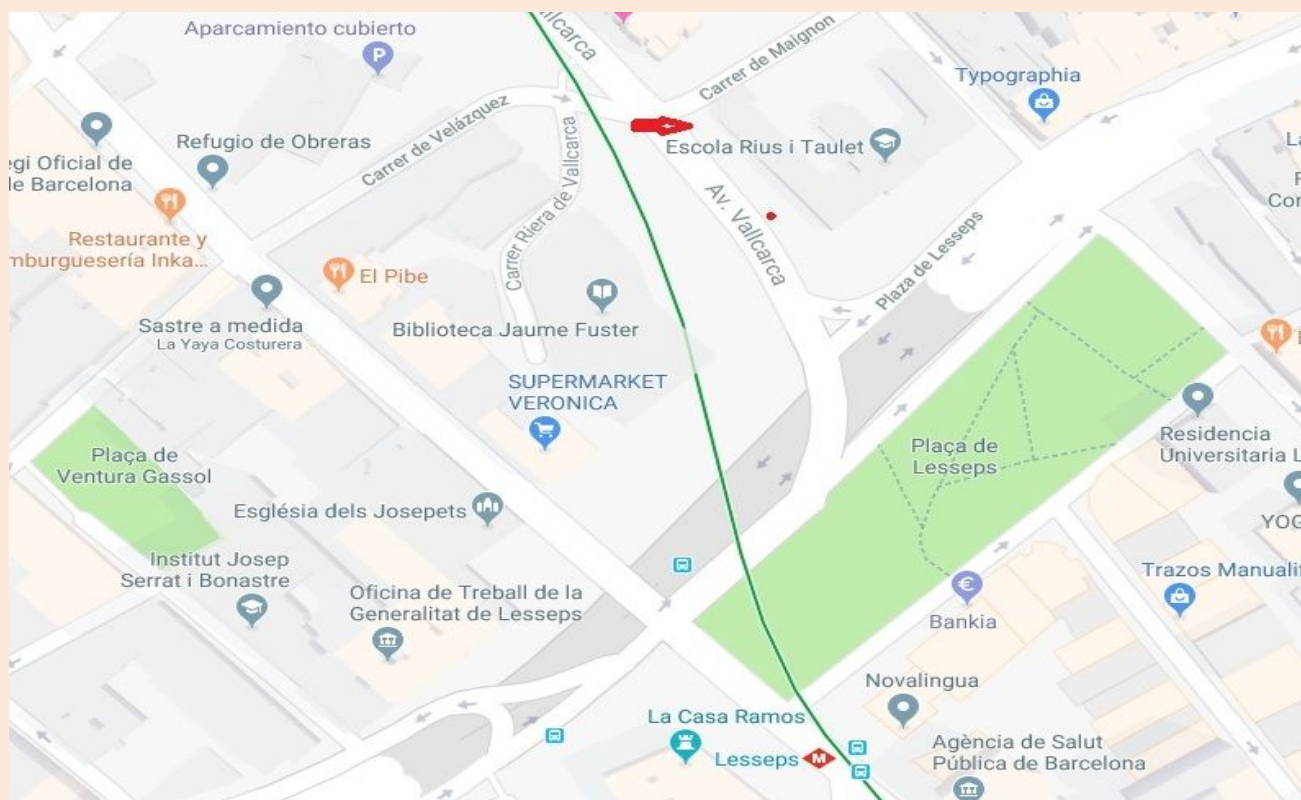 Aparcamiento cubierto
P
llcarca
Carrer de Maignon
Typographia
Refugio de Obreras
Carrer de Velázquez
Carrer Riera de Vallcarca
Escola Rius i Taulet
egi Oficial de
de Barcelona
Restaurante y
mburguesería Inka...
El Pibe
Av. Vallcarca
Plaza de Lesseps
Sastre a medida
La Yaya Costurera
Biblioteca Jaume Fuster
SUPERMARKET
VERONICA
Plaça de
Ventura Gassol
Plaça de
Lesseps
Residencia
Universitaria L
Església dels Josepets
YOG
Institut Josep
Serrat i Bonastre
Oficina de Treball de la
Generalitat de Lesseps
Trazos Manuali
€
Bankia
Novalingua
La Casa Ramos
Lesseps
M
Agència de Salut
Pública de Barcelona